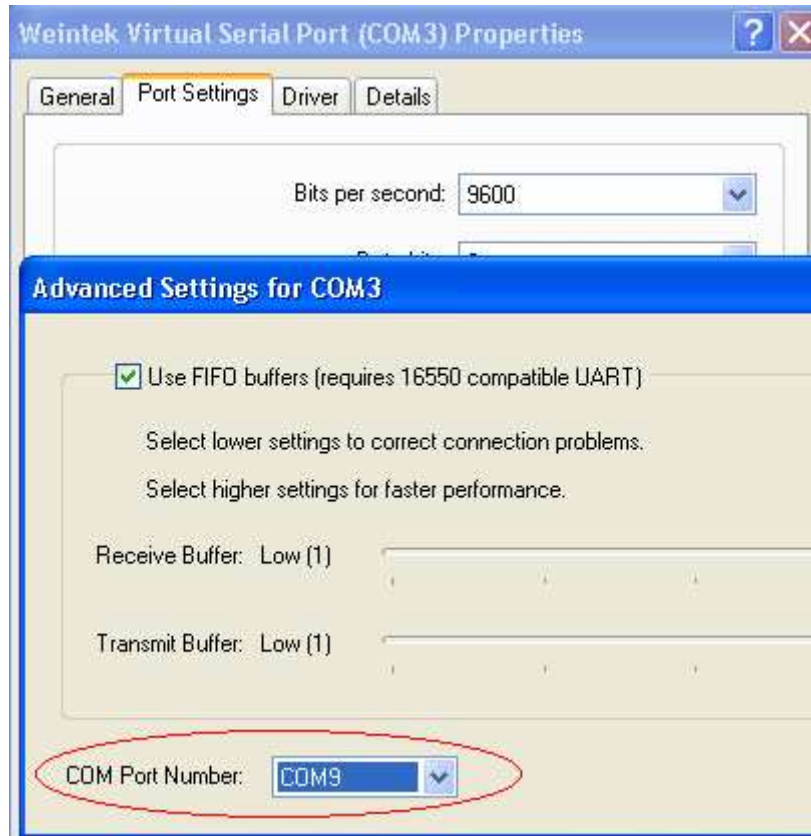 Weintek Virtual Serial Port (COM3) Properties
General Port Settings Driver Details
Bits per second: 9600
Advanced Settings for COM3
Use FIFO buffers (requires 16550 compatible UART)
Select lower settings to correct connection problems.
Select higher settings for faster performance.
Receive Buffer: Low (1)
Transmit Buffer: Low (1)
COM Port Number: COM9